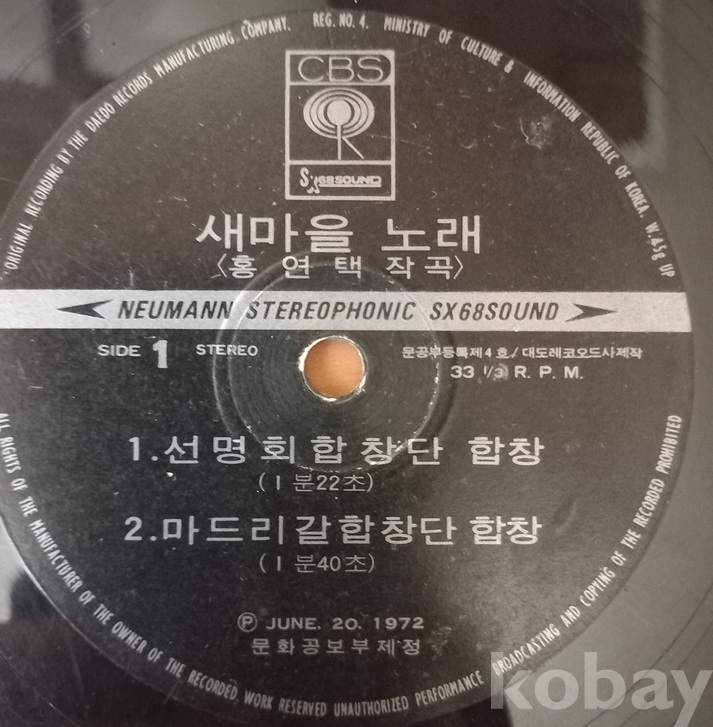 ORIGINAL RECORDING BY THE DAEDO RECORDS MANUFACTURING. COMPANY. REG. NO. 4. MINISTRY OF CULTURE & INFORMATION REPUBLIC OF KOREA. W.45g UP
CBS
SX68SOUND
새마을 노래
〈홍 연 택 작 곡〉
NEUMANN STEREOPHONIC SX68SOUND
SIDE 1 STEREO
문공부등록제4호/대도레코오드사제작
33 1/3 R. P. M.
1.선명회합창단 합창
(1분22초)
2.마드리갈합창단 합창
(1분40초)
Ⓟ JUNE. 20. 1972
문화공보부제정
ALL RIGHTS OF THE MANUFACTURER OF THE OWNER OF THE RECORDED. WORK RESERVED UNAUTHORIZED PERFORMANCE BROADCASTING AND COPYING OF THE RECORDED PROHIBITED
kobay